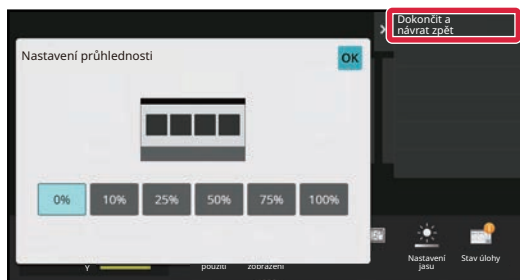 Dokončit a
návrat zpět
Nastavení průhlednosti
OK
0%
10%
25%
50%
75%
100%
Y
použití
zobrazení
Nastavení
jasu
Stav úlohy